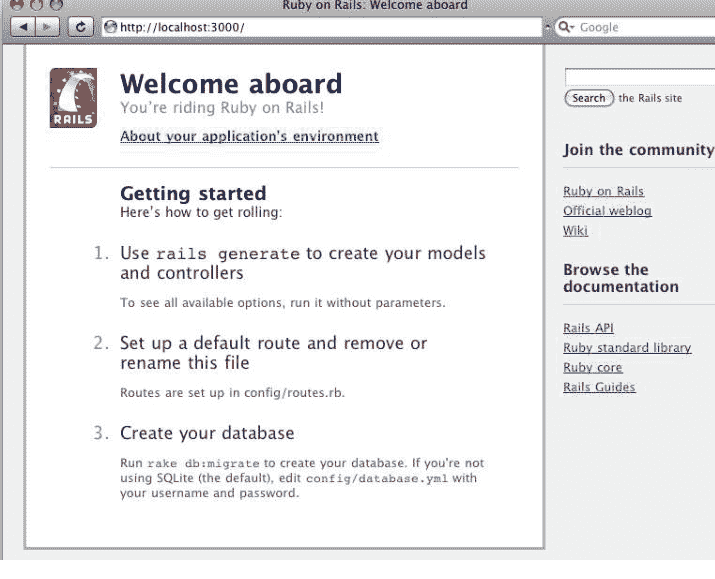 Ruby on Rails: Welcome aboard
http://localhost:3000/
Google
RAILS
Welcome aboard
You're riding Ruby on Rails!
About your application's environment
Getting started
Here's how to get rolling:
1. Use rails generate to create your models
and controllers
To see all available options, run it without parameters.
2. Set up a default route and remove or
rename this file
Routes are set up in config/routes.rb.
3. Create your database
Run rake db:migrate to create your database. If you're not
using SQLite (the default), edit config/database.yml with
your username and password.
Search the Rails site
Join the community
Ruby on Rails
Official weblog
Wiki
Browse the
documentation
Rails API
Ruby standard library
Ruby core
Rails Guides